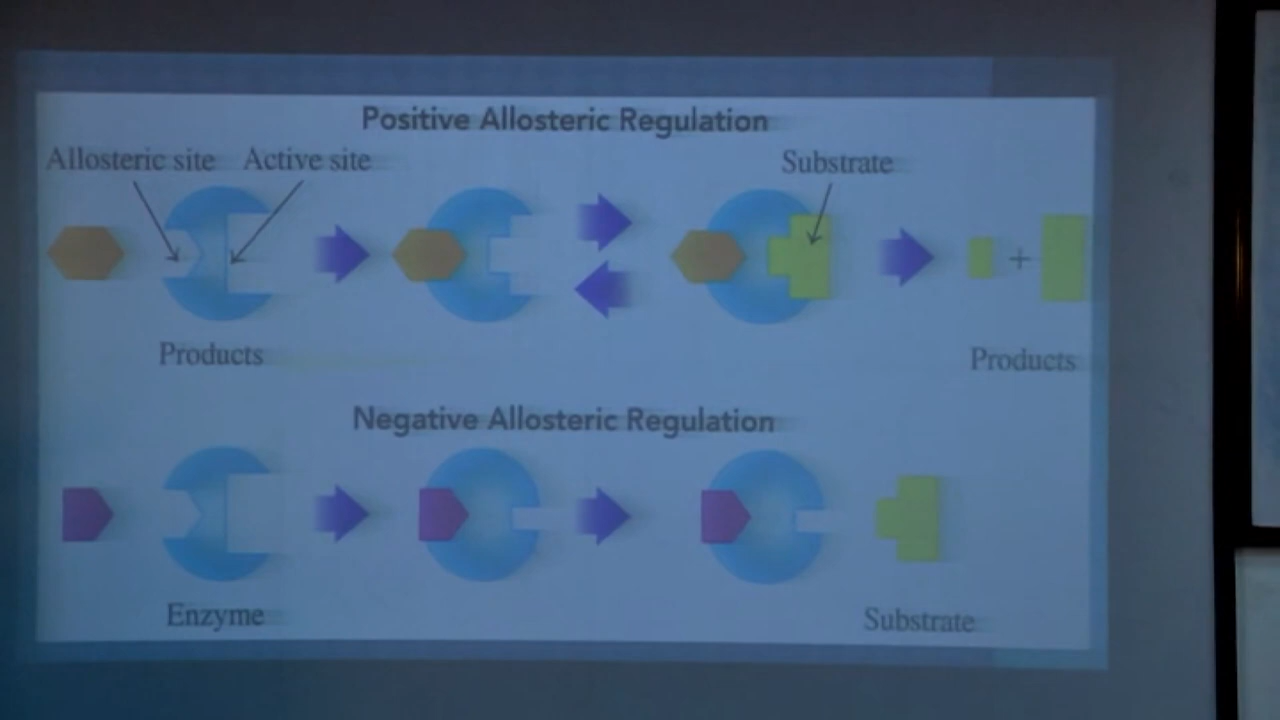 Positive Allosteric Regulation
Allosteric site
Active site
Substrate
+
Products
Products
Negative Allosteric Regulation
Enzyme
Substrate